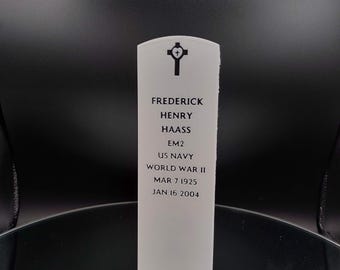 FREDERICK
HENRY
HAASS
EM2
US NAVY
WORLD WAR II
MAR 7 1925
JAN 16 2004